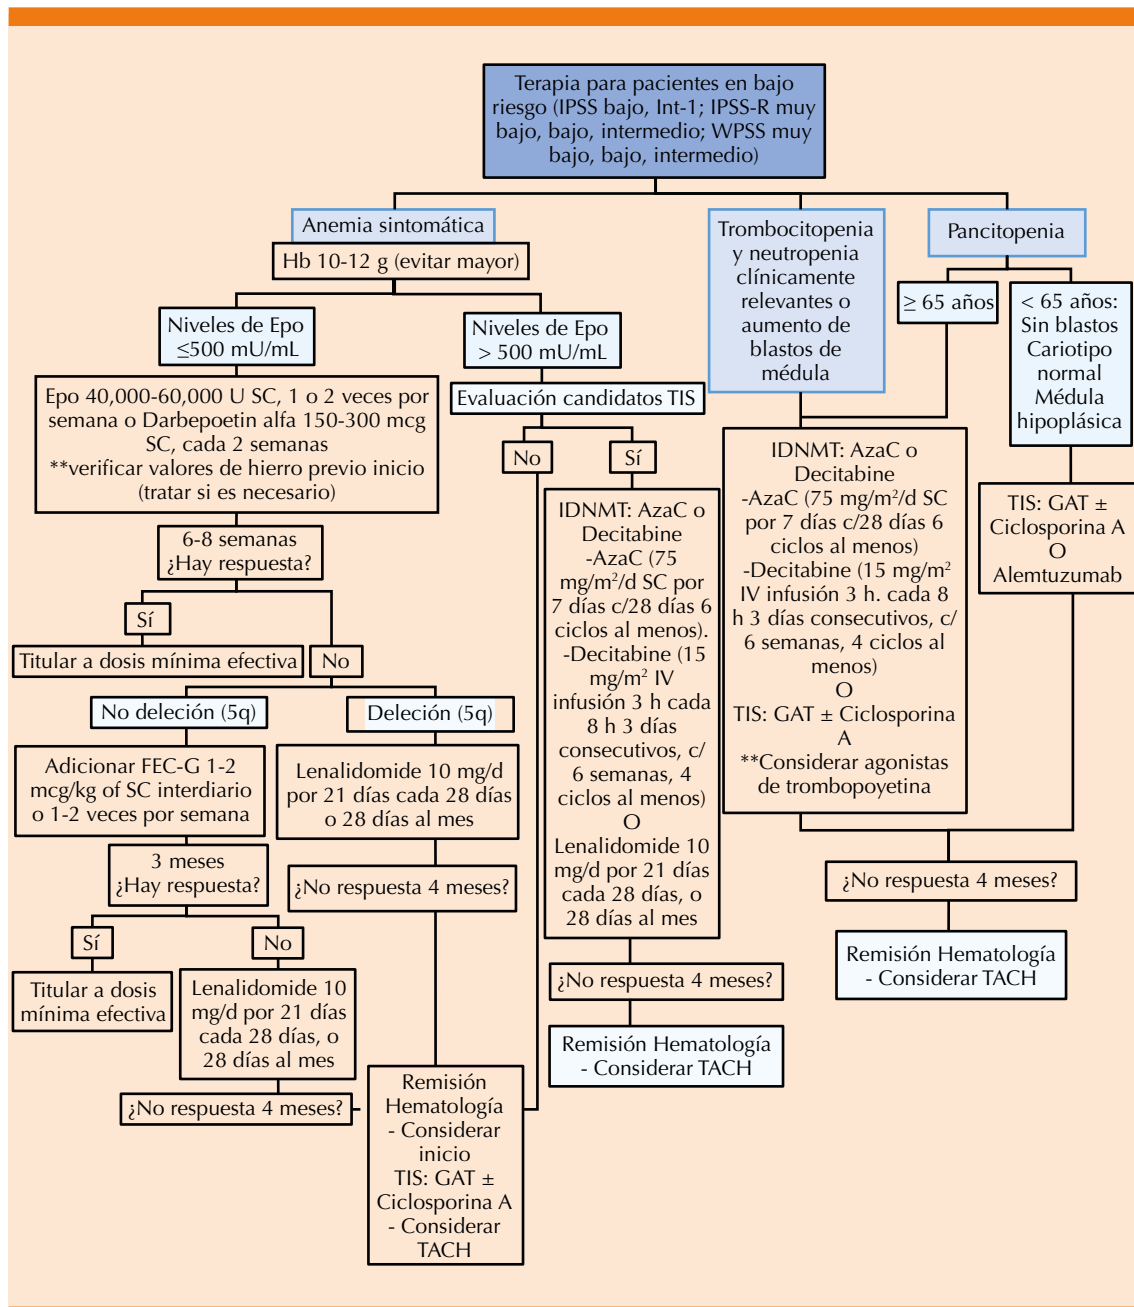 Terapia para pacientes en bajo
riesgo (IPSS bajo, Int-1; IPSS-R muy
bajo, bajo, intermedio; WPSS muy
bajo, bajo, intermedio)
Anemia sintomática
Hb 10-12 g (evitar mayor)
Niveles de Epo
≤500 mU/mL
Epo 40,000-60,000 U SC, 1 o 2 veces por
semana o Darbepoetin alfa 150-300 mcg
SC, cada 2 semanas
**verificar valores de hierro previo inicio
(tratar si es necesario)
6-8 semanas
¿Hay respuesta?
Sí
Titular a dosis mínima efectiva
No
No deleción (5q)
Adicionar FEC-G 1-2
mcg/kg of SC interdiario
o 1-2 veces por semana
3 meses
¿Hay respuesta?
Sí
Titular a dosis
mínima efectiva
No
Lenalidomide 10
mg/d por 21 días
cada 28 días, o
28 días al mes
¿No respuesta 4 meses?
Deleción (5q)
Lenalidomide 10 mg/d
por 21 días cada 28 días
o 28 días al mes
¿No respuesta 4 meses?
Remisión
Hematología
- Considerar
inicio
TIS: GAT ±
Ciclosporina A
- Considerar
TACH
Niveles de Epo
> 500 mU/mL
Evaluación candidatos TIS
No
Sí
IDNMT: AzaC o
Decitabine
-AzaC (75
mg/m²/d SC por
7 días c/28 días 6
ciclos al menos).
-Decitabine (15
mg/m² IV
infusión 3 h cada
8 h 3 días
consecutivos, c/
6 semanas, 4
ciclos al menos)
O
Lenalidomide 10
mg/d por 21 días
cada 28 días, o
28 días al mes
¿No respuesta 4 meses?
Remisión Hematología
- Considerar TACH
Trombocitopenia
y neutropenia
clínicamente
relevantes o
aumento de
blastos de
médula
Pancitopenia
≥ 65 años
IDNMT: AzaC o
Decitabine
-AzaC (75 mg/m²/d SC
por 7 días c/28 días 6
ciclos al menos)
-Decitabine (15 mg/m²
IV infusión 3 h. cada 8
h 3 días consecutivos, c/
6 semanas, 4 ciclos al
menos)
O
TIS: GAT ± Ciclosporina
A
**Considerar agonistas
de trombopoyetina
< 65 años:
Sin blastos
Cariotipo
normal
Médula
hipoplásica
TIS: GAT ±
Ciclosporina A
O
Alemtuzumab
¿No respuesta 4 meses?
Remisión Hematología
- Considerar TACH